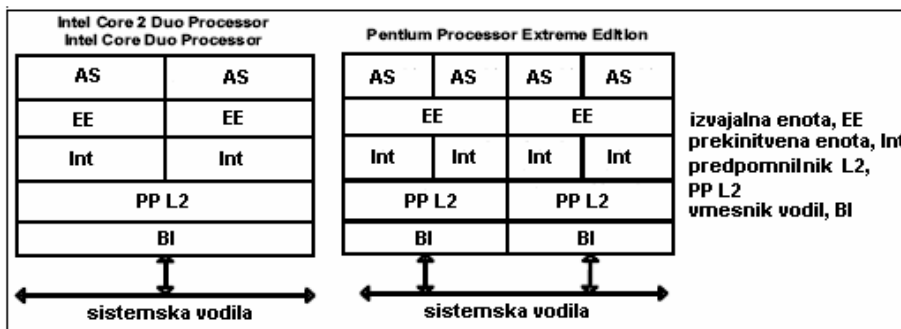 Intel Core 2 Duo Processor
Intel Core Duo Processor
AS AS
EE EE
Int Int
PP L2
BI
sistemska vodila
Pentium Processor Extreme Edition
AS AS AS AS
EE EE
Int Int Int Int
PP L2 PP L2
BI BI
sistemska vodila
izvajalna enota, EE
prekinitvena enota, Int
predpomnilnik L2,
PP L2
vmesnik vodil, BI